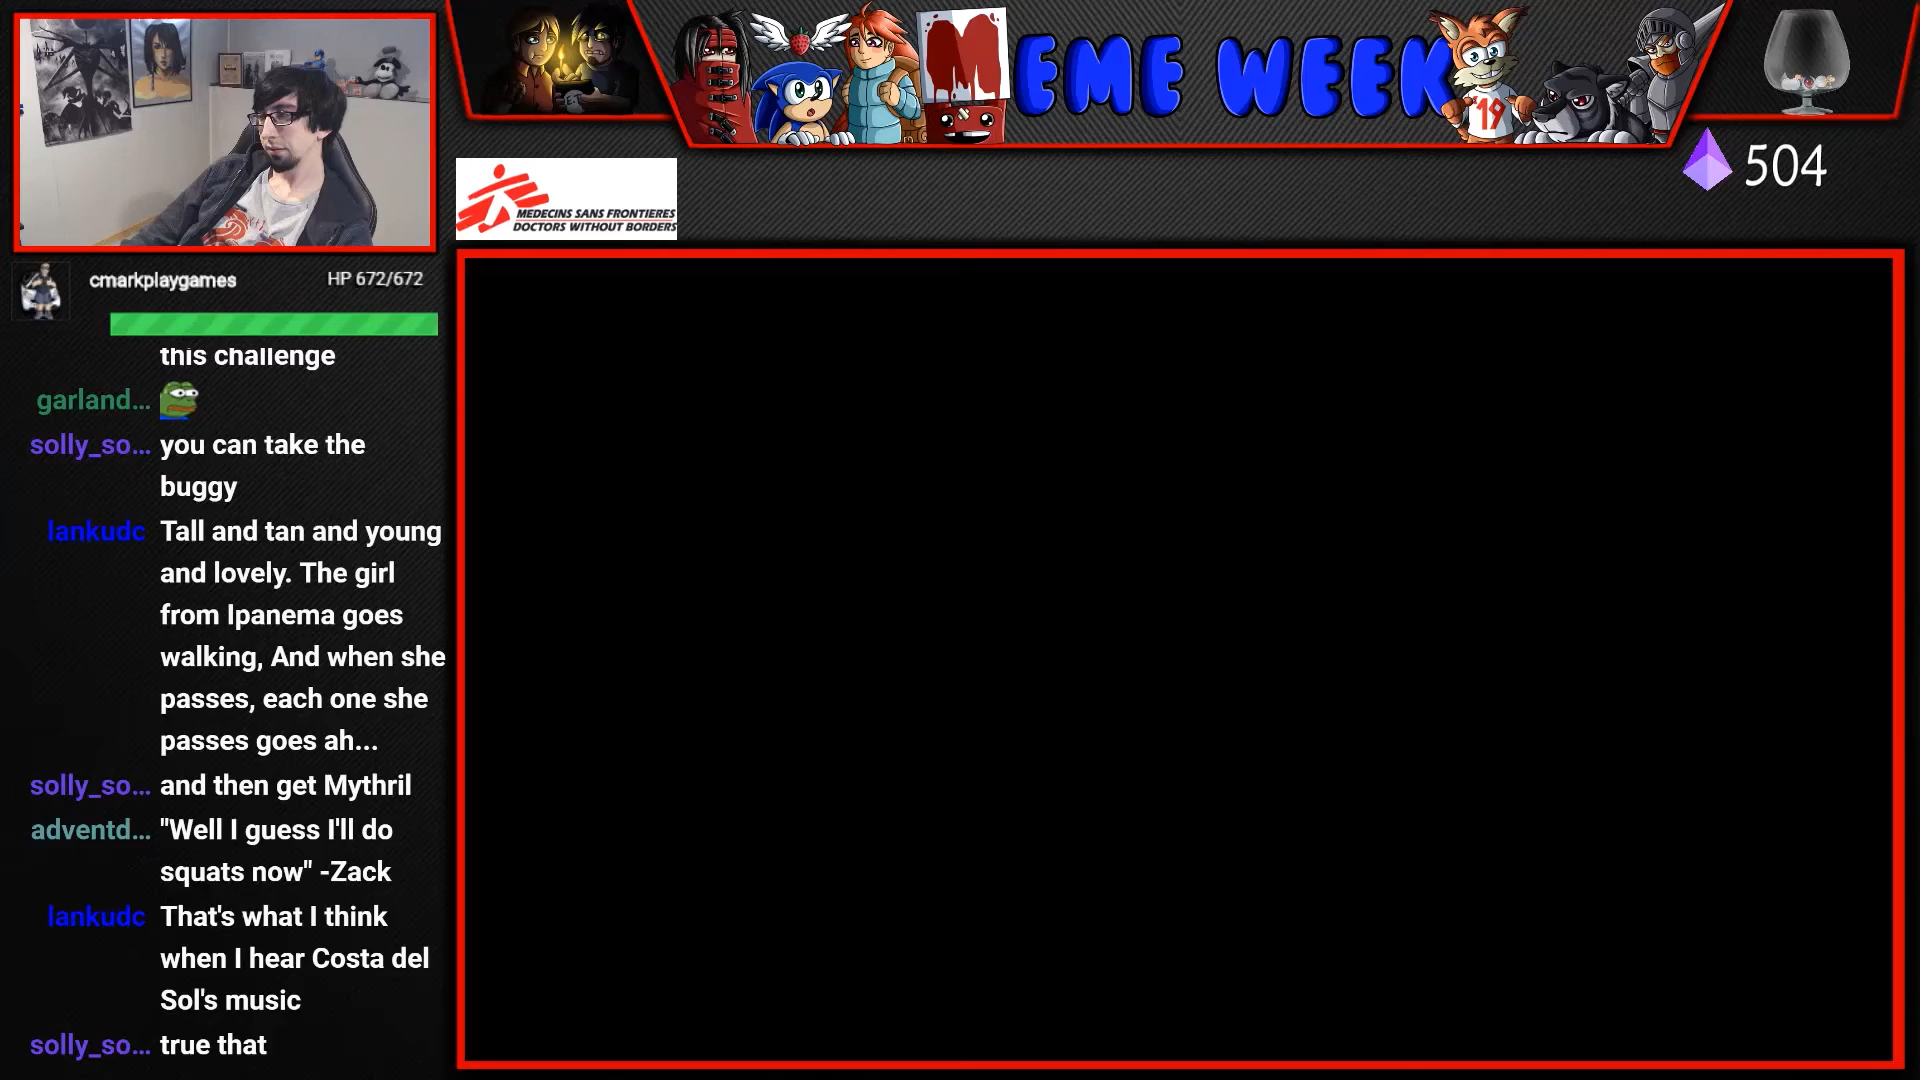 EME WEEK
19
504
MEDECINS SANS FRONTIERES
DOCTORS WITHOUT BORDERS
cmarkplaygames
HP 672/672
this challenge
garland...
solly_so... you can take the
buggy
lankudc Tall and tan and young
and lovely. The girl
from Ipanema goes
walking, And when she
passes, each one she
passes goes ah...
solly_so... and then get Mythril
adventd... "Well I guess I'll do
squats now" -Zack
lankudc That's what I think
when I hear Costa del
Sol's music
solly_so... true that